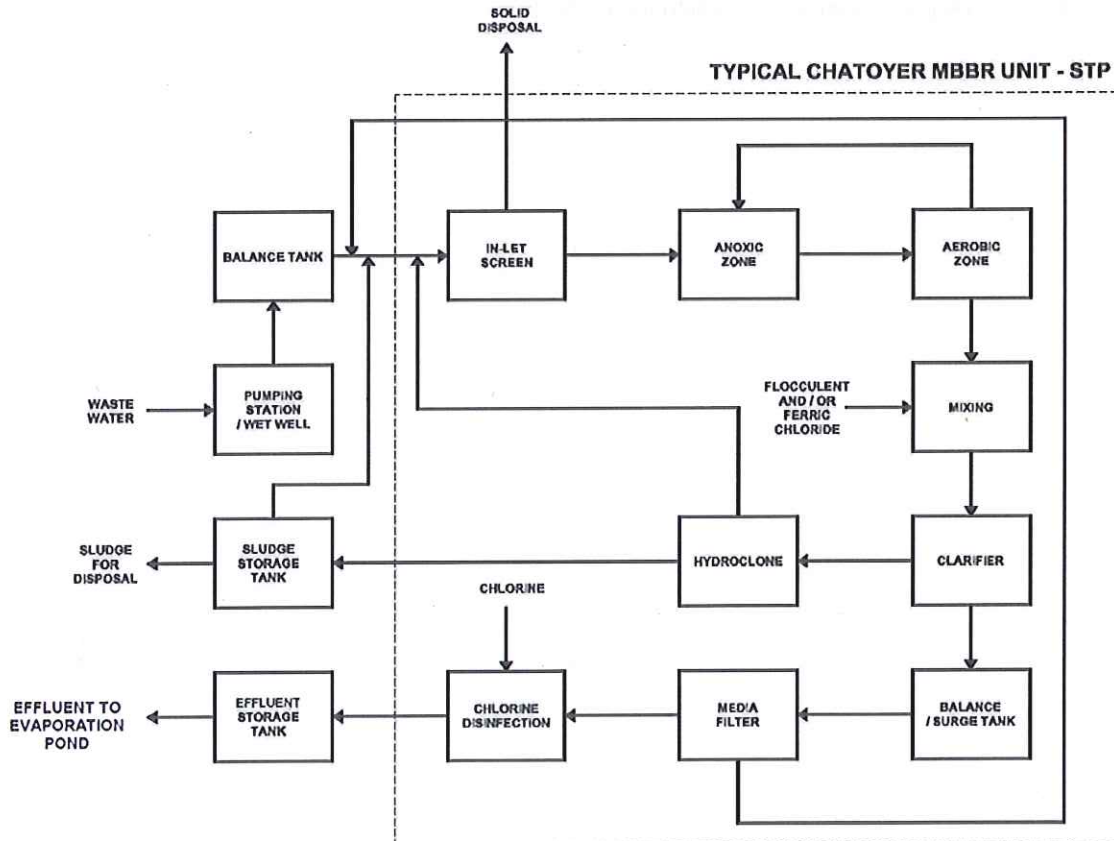 SOLID
DISPOSAL
TYPICAL CHATOYER MBBR UNIT - STP
BALANCE TANK
IN-LET
SCREEN
ANOXIC
ZONE
AEROBIC
ZONE
WASTE
WATER
PUMPING
STATION
/ WET WELL
FLOCCULENT
AND / OR
FERRIC
CHLORIDE
MIXING
SLUDGE
FOR
DISPOSAL
SLUDGE
STORAGE
TANK
HYDROCLONE
CLARIFIER
CHLORINE
EFFLUENT TO
EVAPORATION
POND
EFFLUENT
STORAGE
TANK
CHLORINE
DISINFECTION
MEDIA
FILTER
BALANCE
/ SURGE TANK